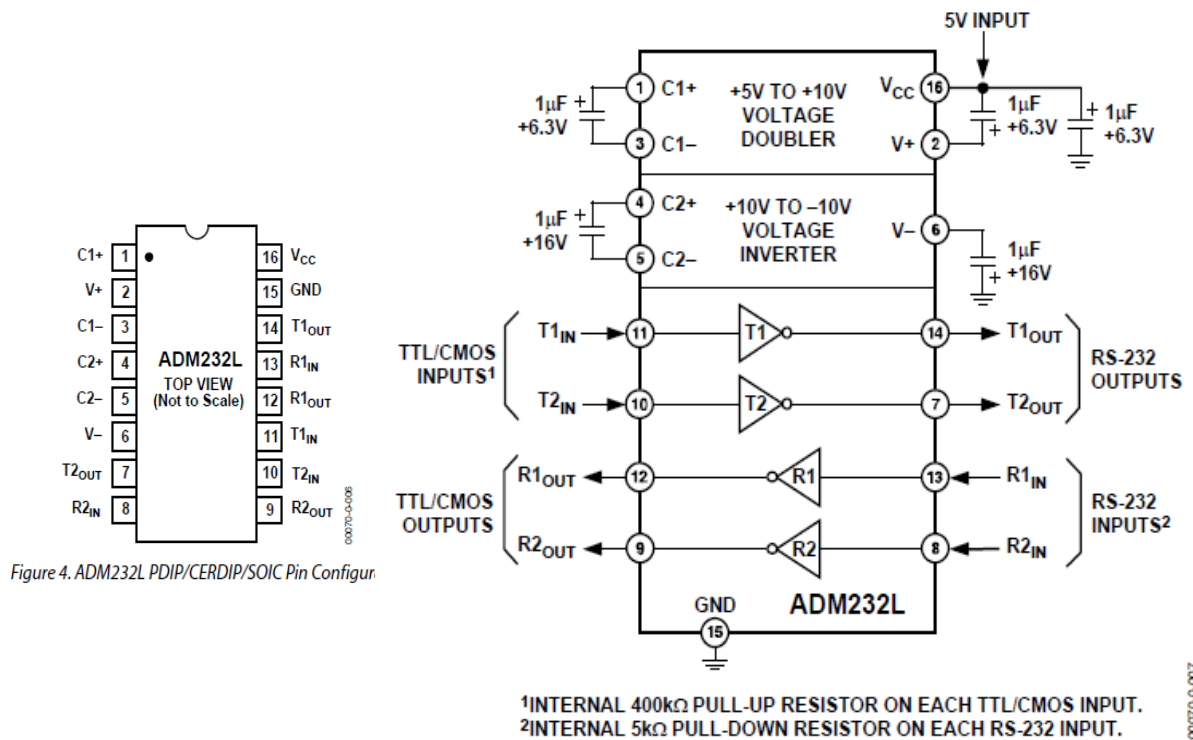 C1+ 1
V+ 2
C1– 3
C2+ 4
C2– 5
V– 6
T2OUT 7
R2IN 8
ADM232L
TOP VIEW
(Not to Scale)
16 VCC
15 GND
14 T1OUT
13 R1IN
12 R1OUT
11 T1IN
10 T2IN
9 R2OUT
00070-0-006
Figure 4. ADM232L PDIP/CERDIP/SOIC Pin Configur
5V INPUT
1µF
+6.3V
+
1 C1+
3 C1–
+5V TO +10V
VOLTAGE
DOUBLER
VCC 16
V+ 2
1µF
+6.3V
+
+
1µF
+6.3V
1µF
+16V
+
4 C2+
5 C2–
+10V TO –10V
VOLTAGE
INVERTER
V– 6
1µF
+16V
+
TTL/CMOS
INPUTS1
T1IN 11 T1 14 T1OUT
T2IN 10 T2 7 T2OUT
RS-232
OUTPUTS
TTL/CMOS
OUTPUTS
R1OUT 12 R1 13 R1IN
R2OUT 9 R2 8 R2IN
RS-232
INPUTS2
GND
15
ADM232L
1INTERNAL 400kΩ PULL-UP RESISTOR ON EACH TTL/CMOS INPUT.
2INTERNAL 5kΩ PULL-DOWN RESISTOR ON EACH RS-232 INPUT.